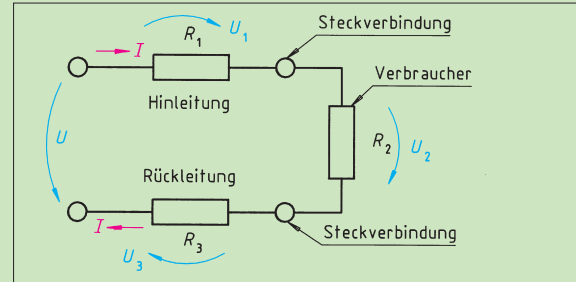 Steckverbindung
R1 U1
I
Verbraucher
Hinleitung
U
R2 U2
Rückleitung
I
R3
Steckverbindung
U3